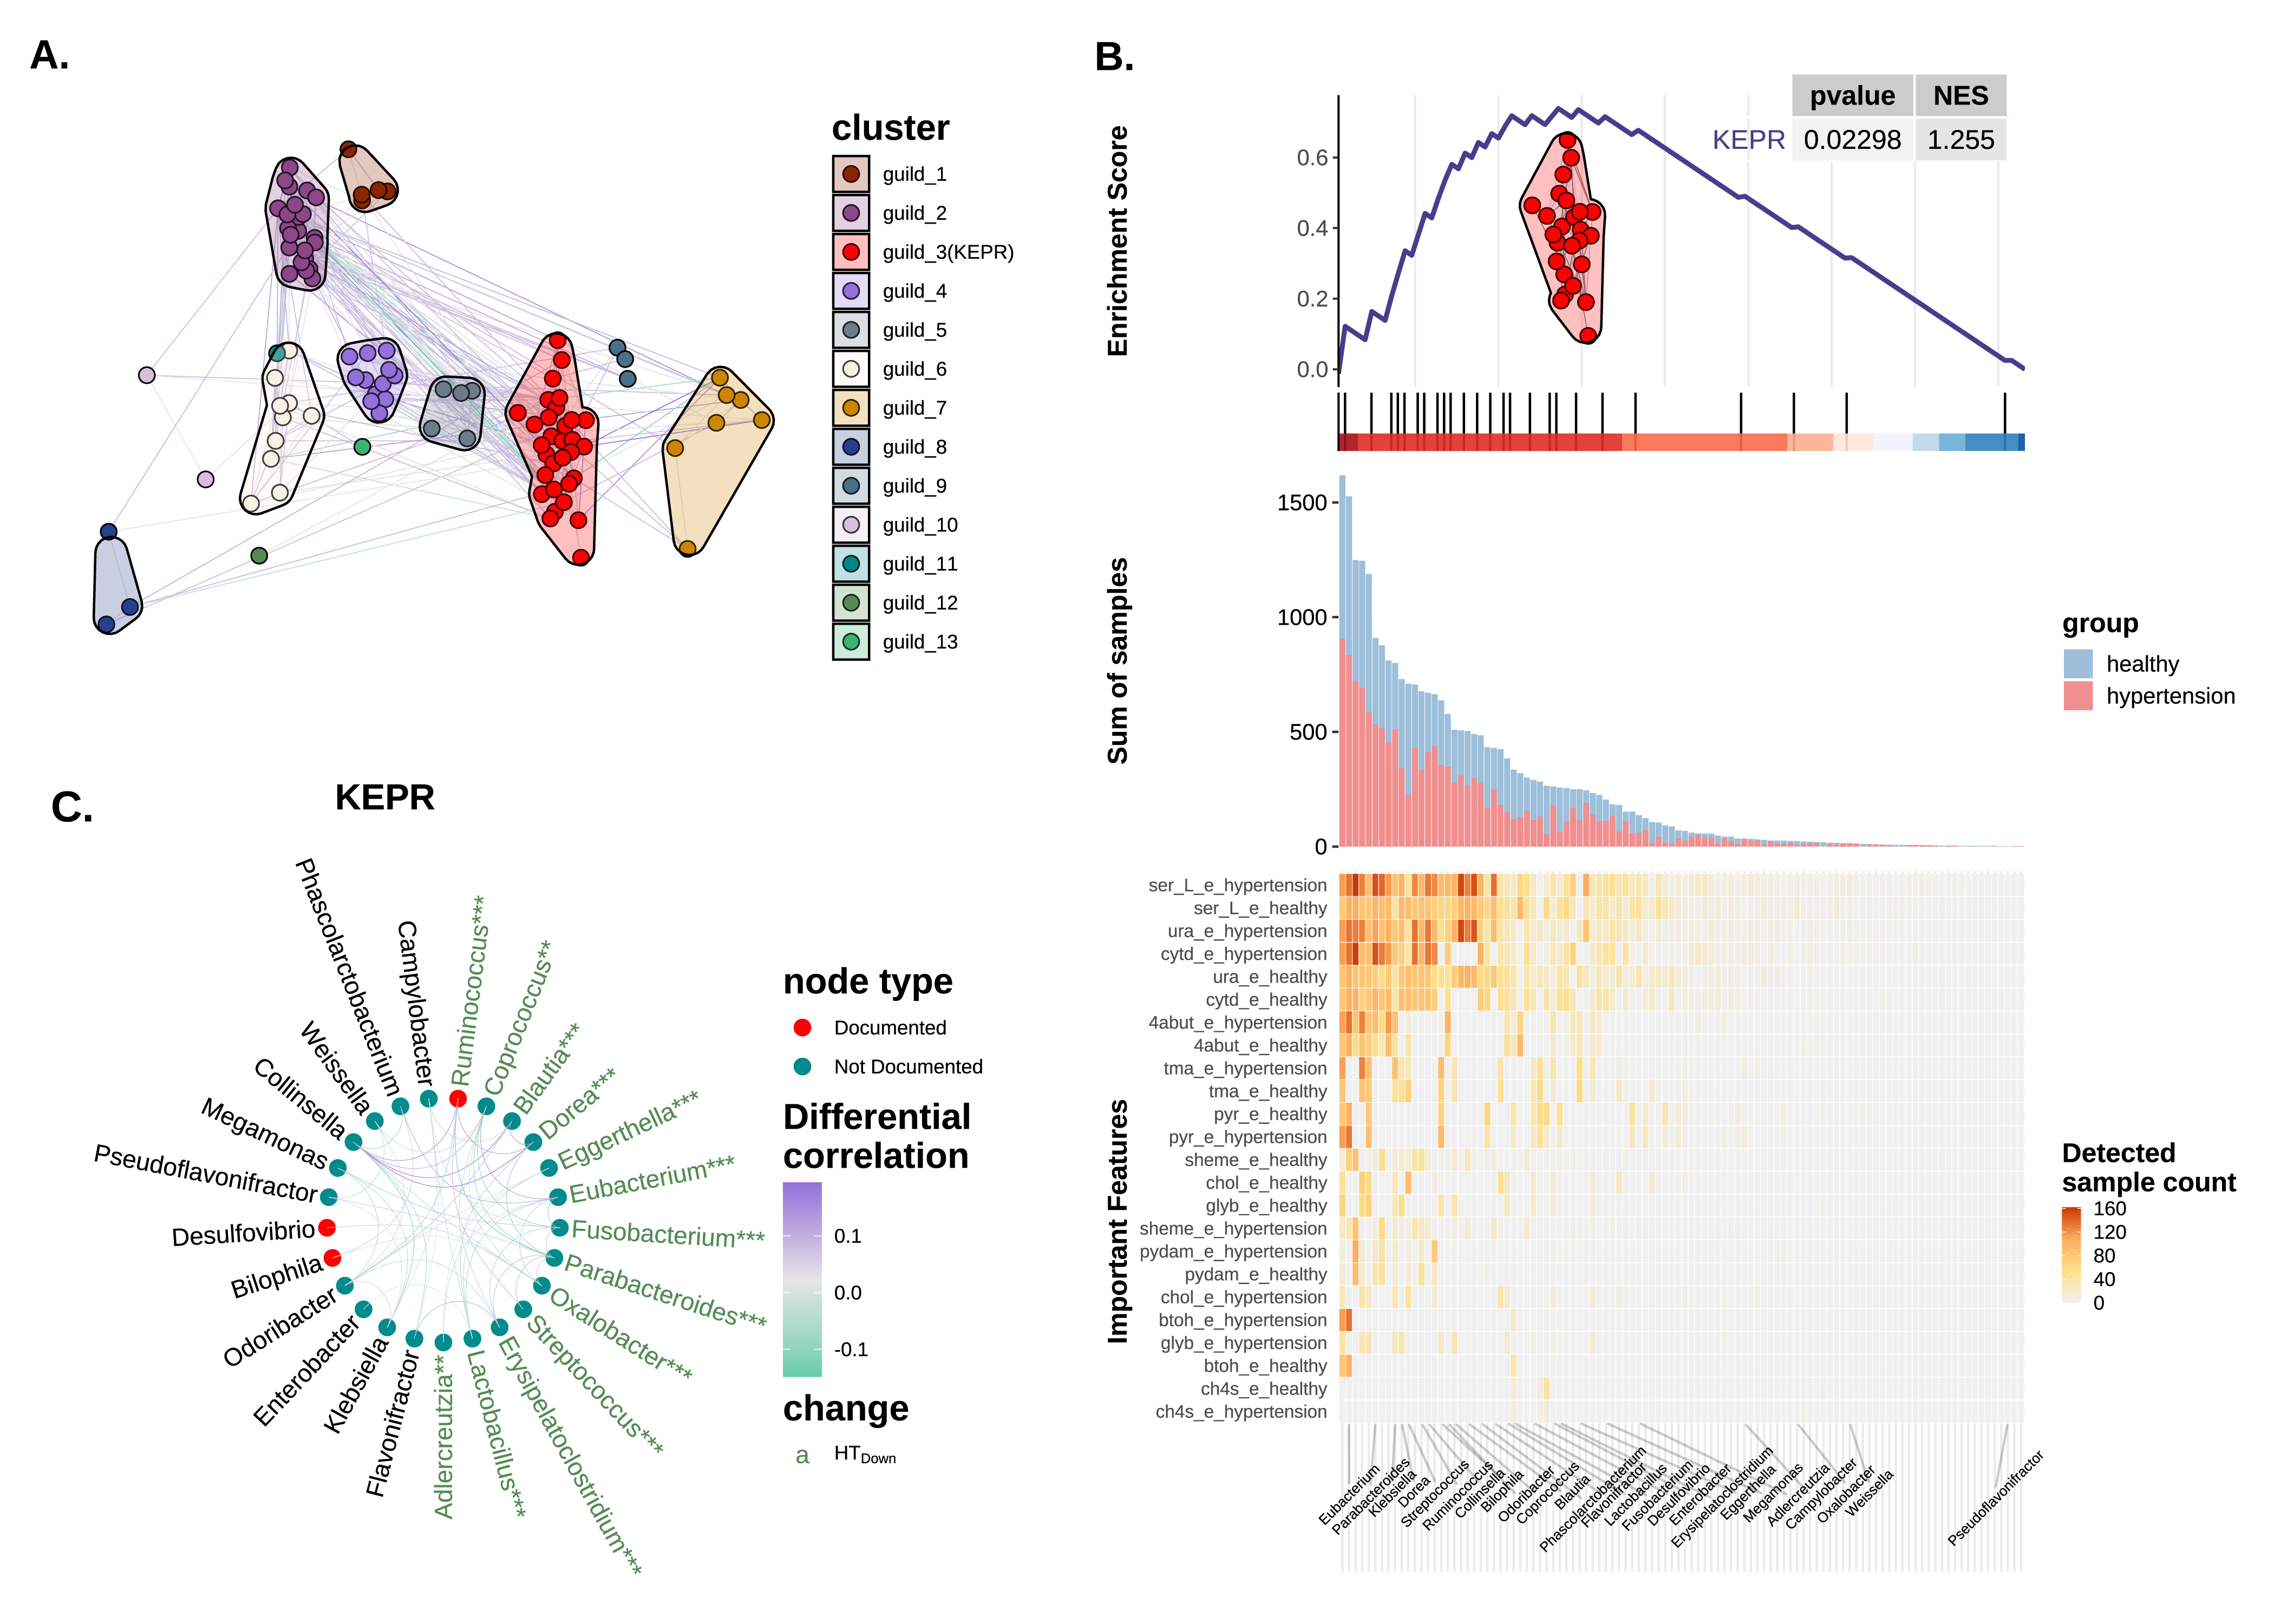 A.
cluster
guild_1
guild_2
guild_3(KEPR)
guild_4
guild_5
guild_6
guild_7
guild_8
guild_9
guild_10
guild_11
guild_12
guild_13
B.
pvalue NES
KEPR 0.02298 1.255
Enrichment Score
0.6
0.4
0.2
0.0
Sum of samples
1500
1000
500
0
group
healthy
hypertension
Important Features
ser_L_e_hypertension
ser_L_e_healthy
ura_e_hypertension
cytd_e_hypertension
ura_e_healthy
cytd_e_healthy
4abut_e_hypertension
4abut_e_healthy
tma_e_hypertension
tma_e_healthy
pyr_e_healthy
pyr_e_hypertension
sheme_e_healthy
chol_e_healthy
glyb_e_healthy
sheme_e_hypertension
pydam_e_hypertension
pydam_e_healthy
chol_e_hypertension
btoh_e_hypertension
glyb_e_hypertension
btoh_e_healthy
ch4s_e_healthy
ch4s_e_hypertension
Eubacterium
Parabacteroides
Klebsiella
Dorea
Streptococcus
Ruminococcus
Collinsella
Bilophila
Odoribacter
Coprococcus
Blautia
Phascolarctobacterium
Flavonifractor
Lactobacillus
Fusobacterium
Desulfovibrio
Enterobacter
Erysipelatoclostridium
Eggerthella
Megamonas
Adlercreutzia
Campylobacter
Oxalobacter
Weissella
Pseudoflavonifractor
Detected
sample count
160
120
80
40
0
C.
KEPR
Ruminococcus***
Coprococcus**
Blautia***
Dorea***
Eggerthella***
Eubacterium***
Fusobacterium***
Parabacteroides***
Oxalobacter***
Streptococcus***
Erysipelatoclostridium***
Lactobacillus***
Adlercreutzia**
Flavonifractor
Klebsiella
Enterobacter
Odoribacter
Bilophila
Desulfovibrio
Pseudoflavonifractor
Megamonas
Collinsella
Weissella
Phascolarctobacterium
Campylobacter
node type
Documented
Not Documented
Differential
correlation
0.1
0.0
-0.1
change
a HTDown